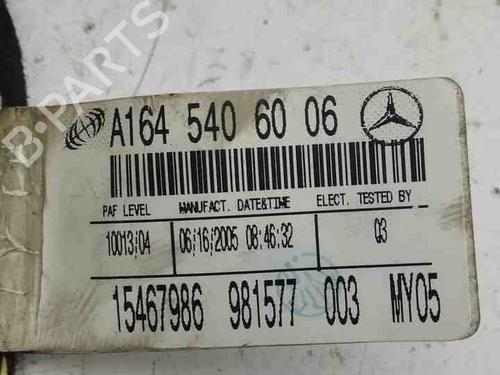 A164 540 60 06
PAF LEVEL MANUFACT. DATE&TIME ELECT. TESTED BY
10013/04 06/16/2005 08:46:32 Q3
15467986 981577 003 MY05
B-PARTS